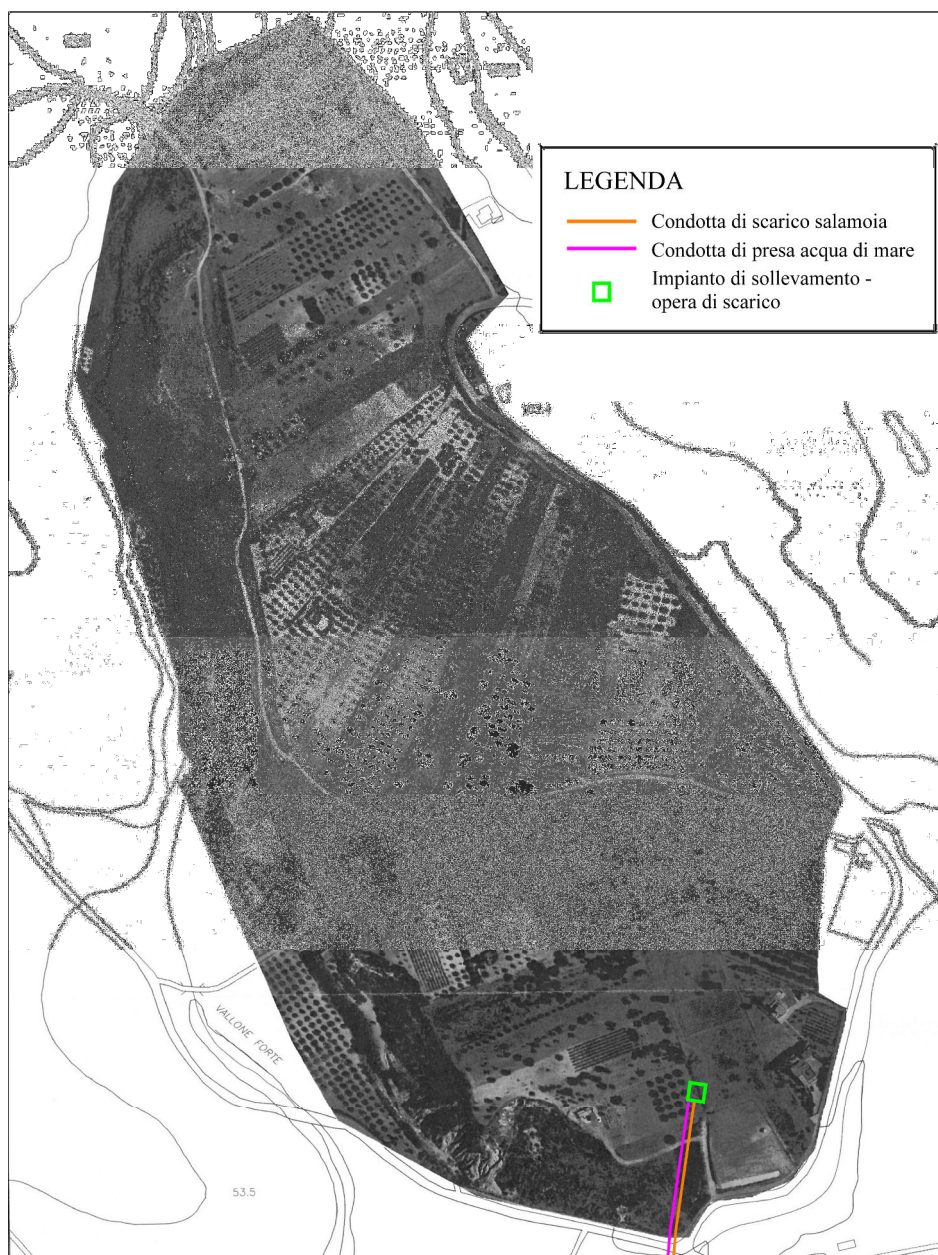 LEGENDA
Condotta di scarico salamoia
Condotta di presa acqua di mare
Impianto di sollevamento -
opera di scarico
VALLONE FORTE
53.5